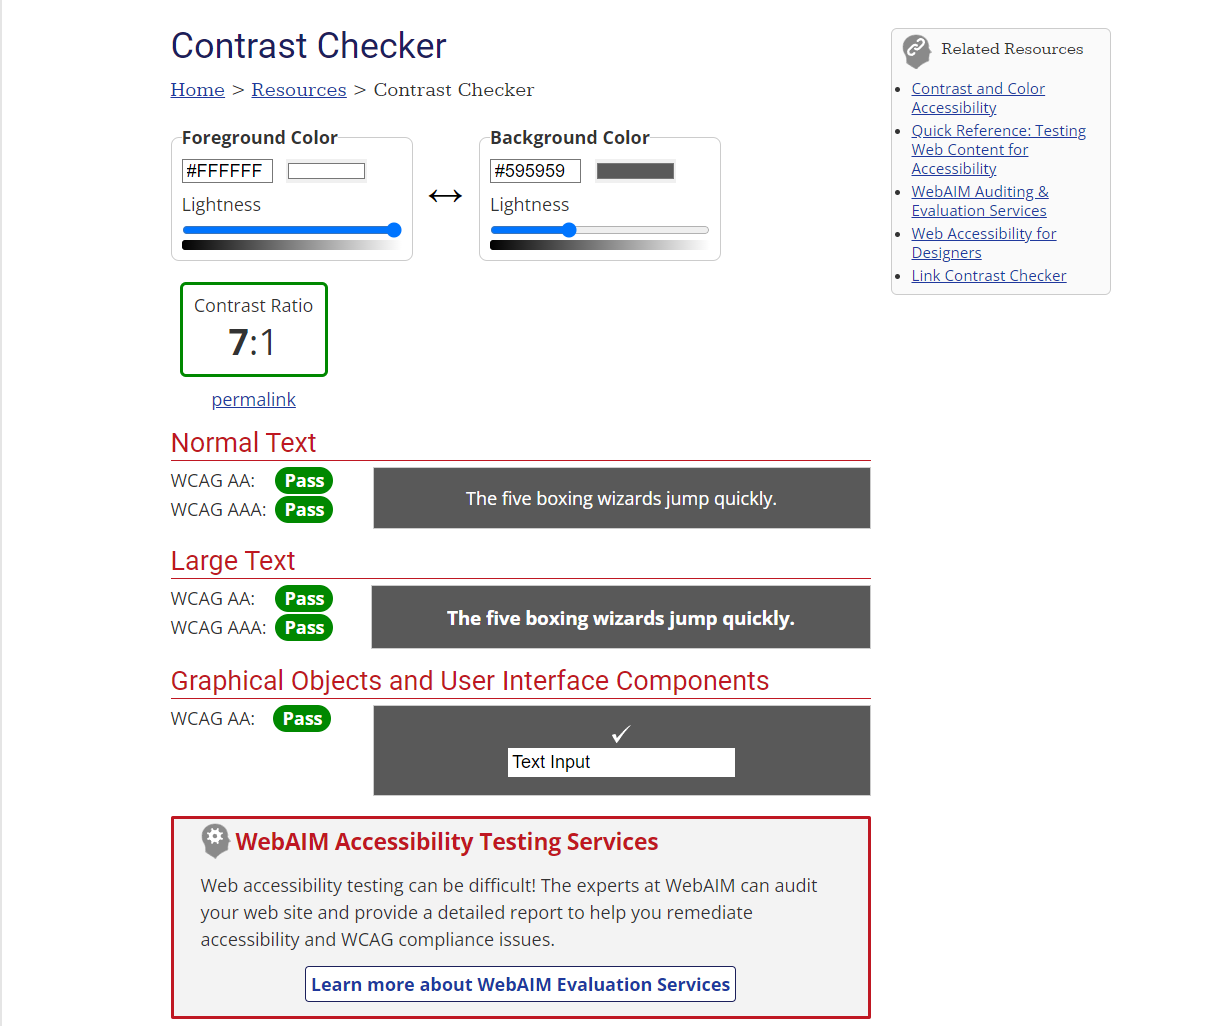 Contrast Checker
Home > Resources > Contrast Checker
Foreground Color
#FFFFFF
Lightness
Background Color
#595959
Lightness
Contrast Ratio
7:1
permalink
Normal Text
WCAG AA: Pass
WCAG AAA: Pass
The five boxing wizards jump quickly.
Large Text
WCAG AA: Pass
WCAG AAA: Pass
The five boxing wizards jump quickly.
Graphical Objects and User Interface Components
WCAG AA: Pass
✓
Text Input
WebAIM Accessibility Testing Services
Web accessibility testing can be difficult! The experts at WebAIM can audit
your web site and provide a detailed report to help you remediate
accessibility and WCAG compliance issues.
Learn more about WebAIM Evaluation Services
Related Resources
Contrast and Color
Accessibility
Quick Reference: Testing
Web Content for
Accessibility
WebAIM Auditing &
Evaluation Services
Web Accessibility for
Designers
Link Contrast Checker